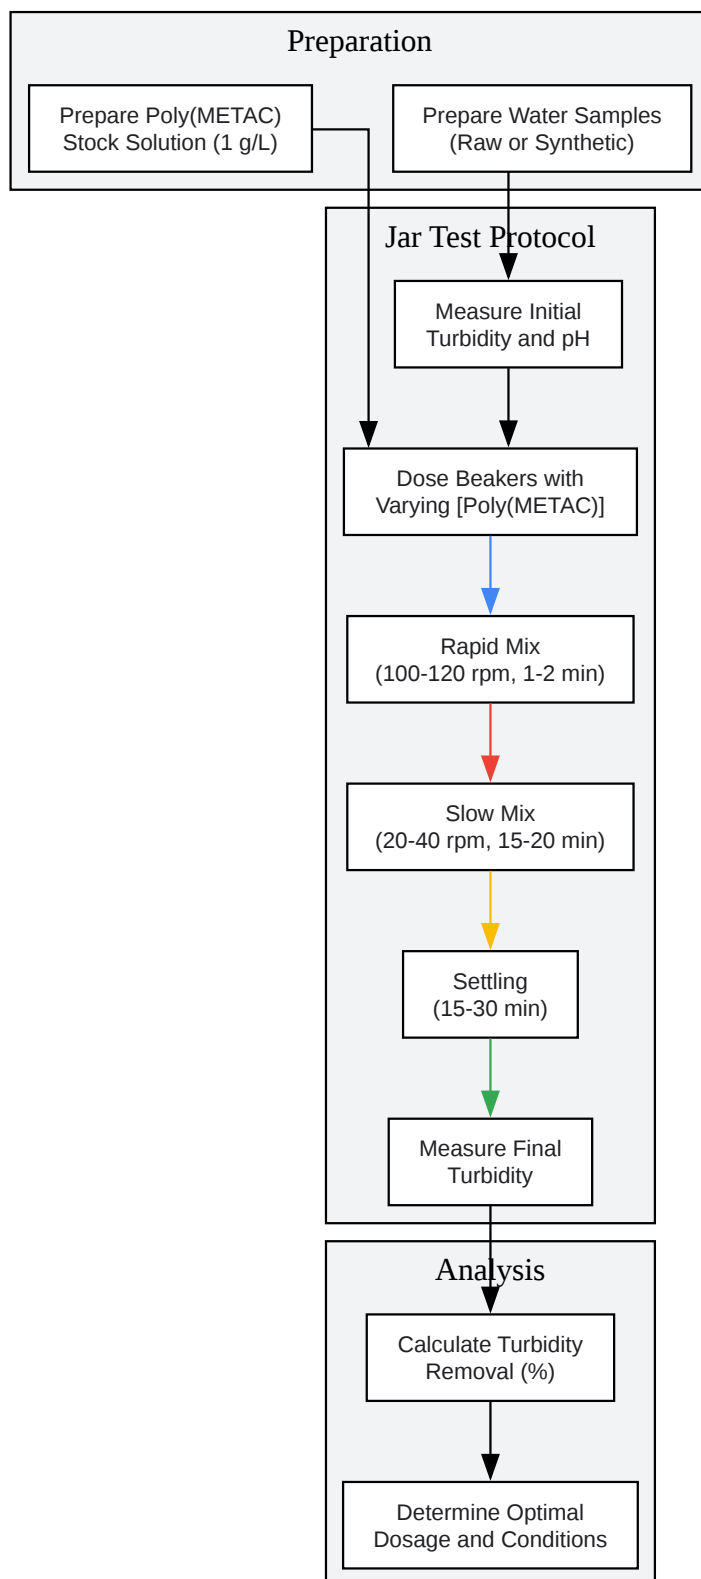 Preparation
Prepare Poly(METAC)
Stock Solution (1 g/L)
Prepare Water Samples
(Raw or Synthetic)
Jar Test Protocol
Measure Initial
Turbidity and pH
Dose Beakers with
Varying [Poly(METAC)]
Rapid Mix
(100-120 rpm, 1-2 min)
Slow Mix
(20-40 rpm, 15-20 min)
Settling
(15-30 min)
Measure Final
Turbidity
Analysis
Calculate Turbidity
Removal (%)
Determine Optimal
Dosage and Conditions